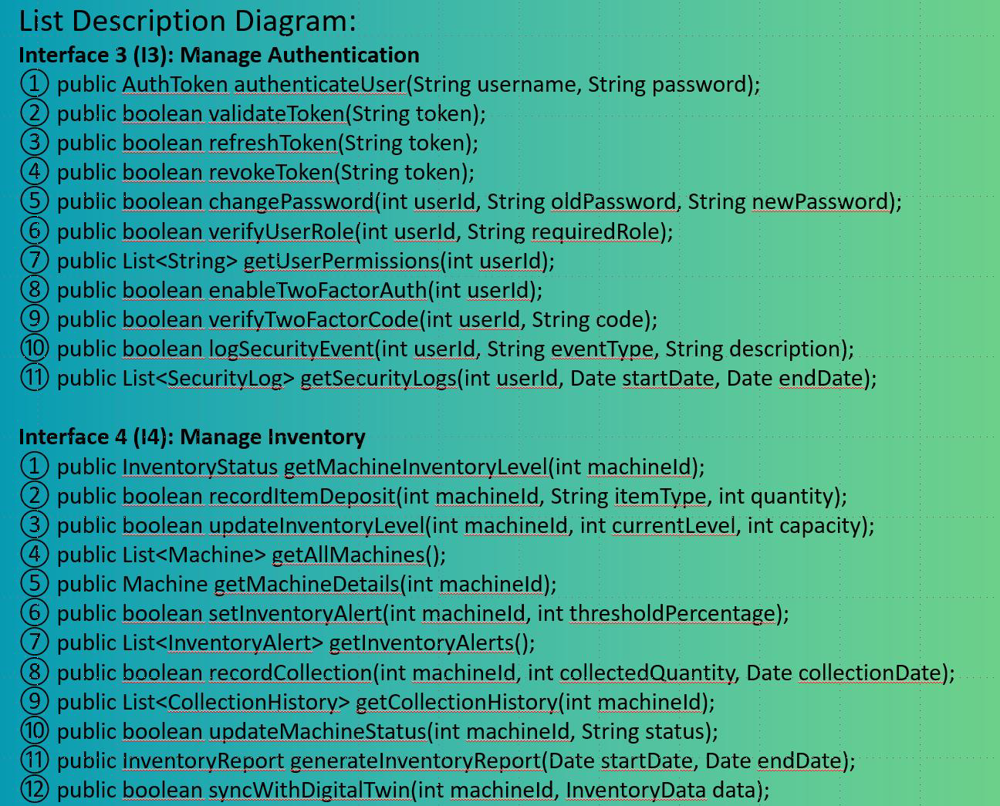 List Description Diagram:
Interface 3 (I3): Manage Authentication
① public AuthToken authenticateUser(String username, String password);
② public boolean validateToken(String token);
③ public boolean refreshToken(String token);
④ public boolean revokeToken(String token);
⑤ public boolean changePassword(int userId, String oldPassword, String newPassword);
⑥ public boolean verifyUserRole(int userId, String requiredRole);
⑦ public List<String> getUserPermissions(int userId);
⑧ public boolean enableTwoFactorAuth(int userId);
⑨ public boolean verifyTwoFactorCode(int userId, String code);
⑩ public boolean logSecurityEvent(int userId, String eventType, String description);
⑪ public List<SecurityLog> getSecurityLogs(int userId, Date startDate, Date endDate);
Interface 4 (I4): Manage Inventory
① public InventoryStatus getMachineInventoryLevel(int machineId);
② public boolean recordItemDeposit(int machineId, String itemType, int quantity);
③ public boolean updateInventoryLevel(int machineId, int currentLevel, int capacity);
④ public List<Machine> getAllMachines();
⑤ public Machine getMachineDetails(int machineId);
⑥ public boolean setInventoryAlert(int machineId, int thresholdPercentage);
⑦ public List<InventoryAlert> getInventoryAlerts();
⑧ public boolean recordCollection(int machineId, int collectedQuantity, Date collectionDate);
⑨ public List<CollectionHistory> getCollectionHistory(int machineId);
⑩ public boolean updateMachineStatus(int machineId, String status);
⑪ public InventoryReport generateInventoryReport(Date startDate, Date endDate);
⑫ public boolean syncWithDigitalTwin(int machineId, InventoryData data);